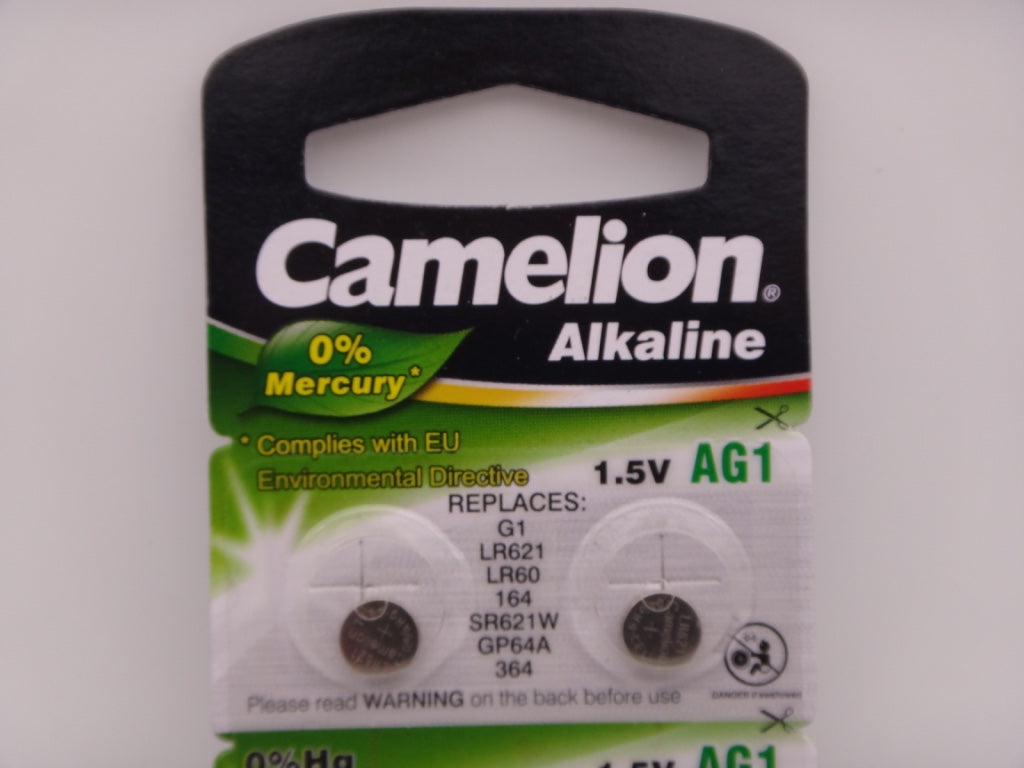 Camelion®
Alkaline
0%
Mercury*
* Complies with EU
Environmental Directive
1.5V AG1
REPLACES:
G1
LR621
LR60
164
SR621W
GP64A
364
Please read WARNING on the back before use
0%Hg
1.5V AG1